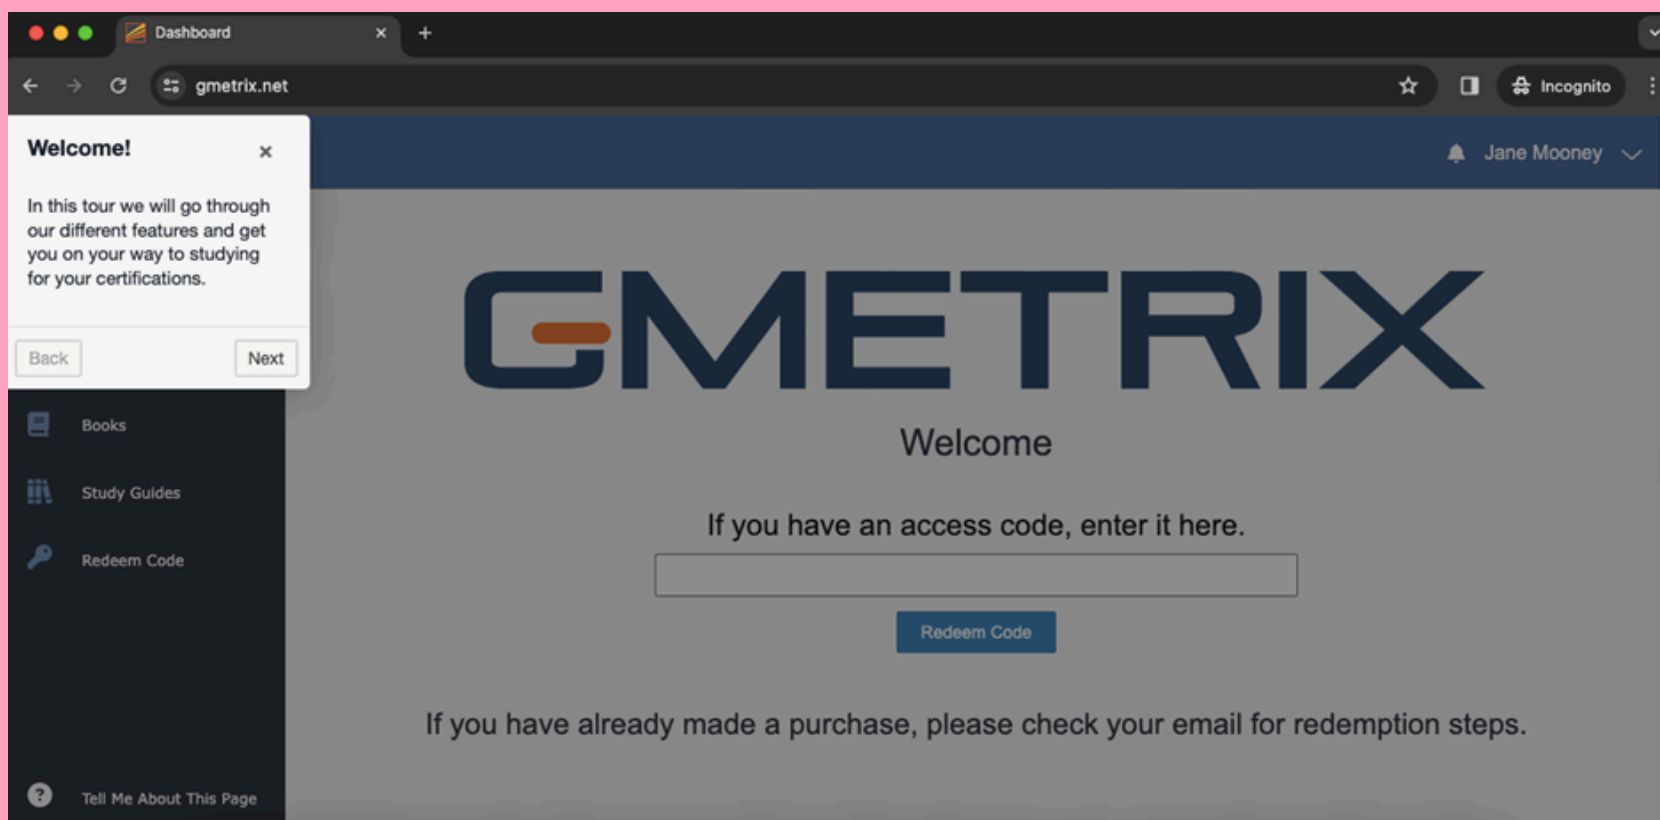 Dashboard
gmetrix.net
Incognito
Welcome!
Jane Mooney
In this tour we will go through
our different features and get
you on your way to studying
for your certifications.
Back
Next
GMETRIX
Books
Welcome
Study Guides
If you have an access code, enter it here.
Redeem Code
Redeem Code
If you have already made a purchase, please check your email for redemption steps.
Tell Me About This Page